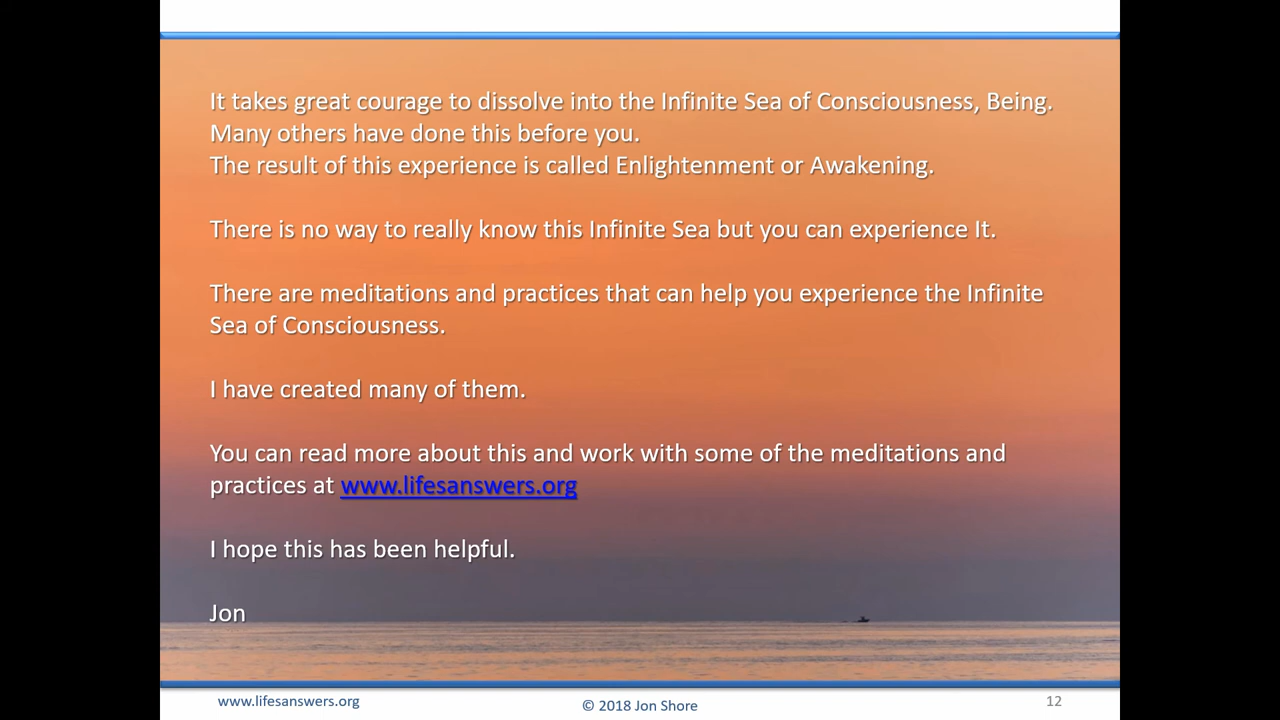 It takes great courage to dissolve into the Infinite Sea of Consciousness, Being.
Many others have done this before you.
The result of this experience is called Enlightenment or Awakening.
There is no way to really know this Infinite Sea but you can experience It.
There are meditations and practices that can help you experience the Infinite
Sea of Consciousness.
I have created many of them.
You can read more about this and work with some of the meditations and
practices at www.lifesanswers.org
I hope this has been helpful.
Jon
www.lifesanswers.org
© 2018 Jon Shore
12